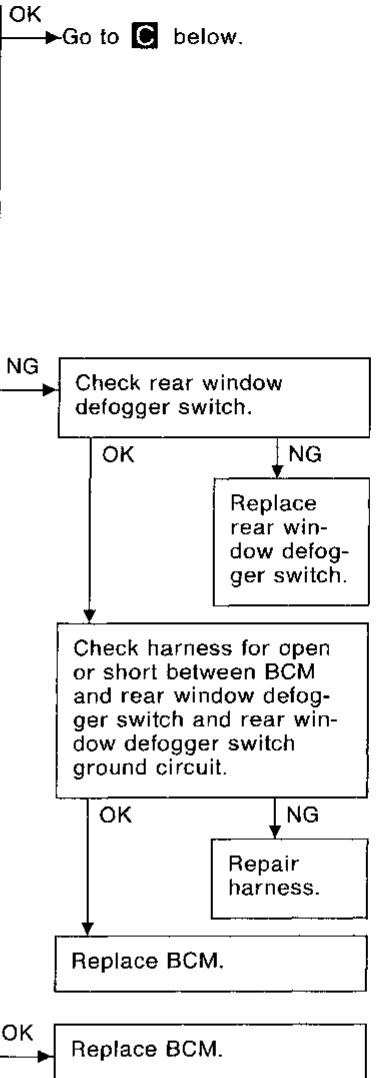 OK
Go to C below.
NG
Check rear window
defogger switch.
OK
NG
Replace
rear win-
dow defog-
ger switch.
Check harness for open
or short between BCM
and rear window defog-
ger switch and rear win-
dow defogger switch
ground circuit.
OK
NG
Repair
harness.
Replace BCM.
OK
Replace BCM.